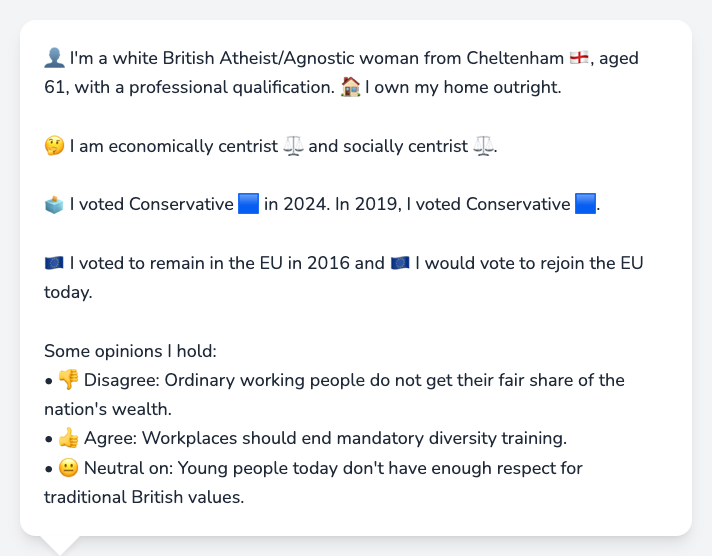 👤 I'm a white British Atheist/Agnostic woman from Cheltenham 🏴󠁧󠁢󠁥󠁮󠁧󠁿, aged
61, with a professional qualification. 🏠 I own my home outright.
🤔 I am economically centrist ⚖️ and socially centrist ⚖️.
🗳️ I voted Conservative 🟦 in 2024. In 2019, I voted Conservative 🟦.
🇪🇺 I voted to remain in the EU in 2016 and 🇪🇺 I would vote to rejoin the EU
today.
Some opinions I hold:
• 👎 Disagree: Ordinary working people do not get their fair share of the
nation's wealth.
• 👍 Agree: Workplaces should end mandatory diversity training.
• 😐 Neutral on: Young people today don't have enough respect for
traditional British values.